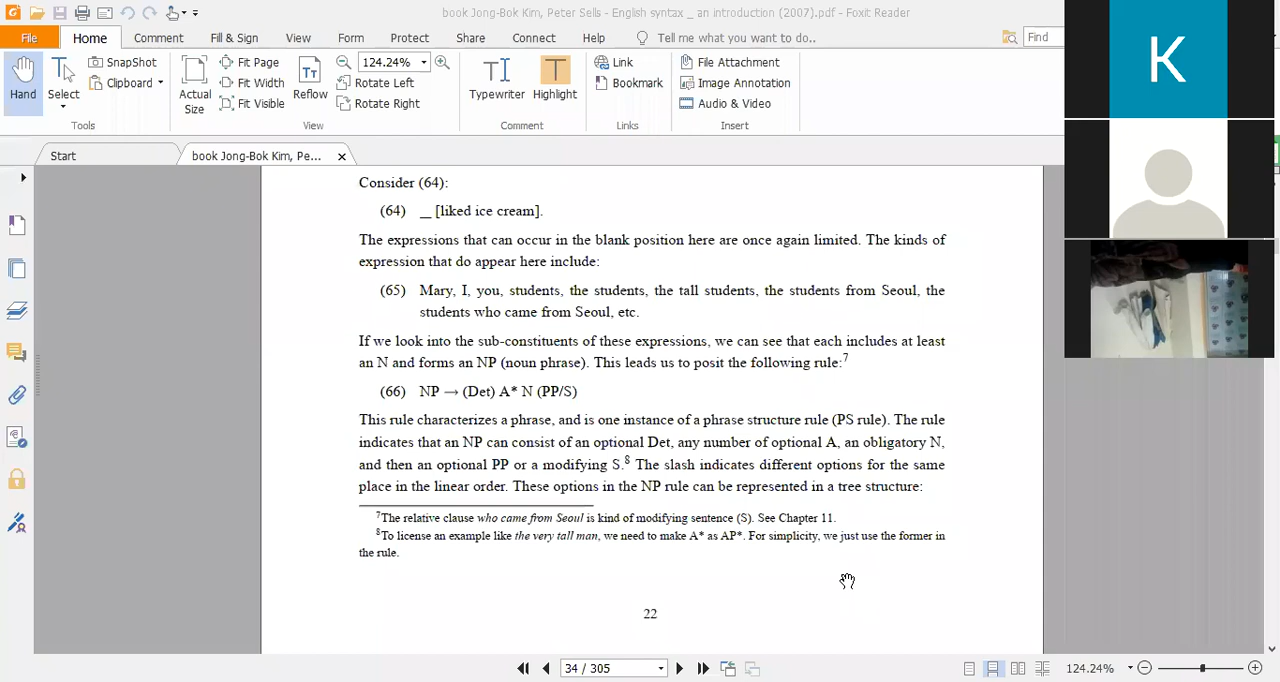 book Jong-Bok Kim, Peter Sells - English syntax _ an introduction (2007).pdf - Foxit Reader
File Home Comment Fill & Sign View Form Protect Share Connect Help Tell me what you want to do.. Find
Hand
Select
SnapShot
Clipboard
Tools
Actual
Size
Fit Page
Fit Width
Fit Visible
Reflow
124.24%
Rotate Left
Rotate Right
View
Typewriter
Highlight
Comment
Link
Bookmark
Links
File Attachment
Image Annotation
Audio & Video
Insert
K
Start book Jong-Bok Kim, Pe... x
Consider (64):
(64) _ [liked ice cream].
The expressions that can occur in the blank position here are once again limited. The kinds of
expression that do appear here include:
(65) Mary, I, you, students, the students, the tall students, the students from Seoul, the
students who came from Seoul, etc.
If we look into the sub-constituents of these expressions, we can see that each includes at least
an N and forms an NP (noun phrase). This leads us to posit the following rule:7
(66) NP → (Det) A* N (PP/S)
This rule characterizes a phrase, and is one instance of a phrase structure rule (PS rule). The rule
indicates that an NP can consist of an optional Det, any number of optional A, an obligatory N,
and then an optional PP or a modifying S.8 The slash indicates different options for the same
place in the linear order. These options in the NP rule can be represented in a tree structure:
7The relative clause who came from Seoul is kind of modifying sentence (S). See Chapter 11.
8To license an example like the very tall man, we need to make A* as AP*. For simplicity, we just use the former in
the rule.
22
34 / 305
124.24%